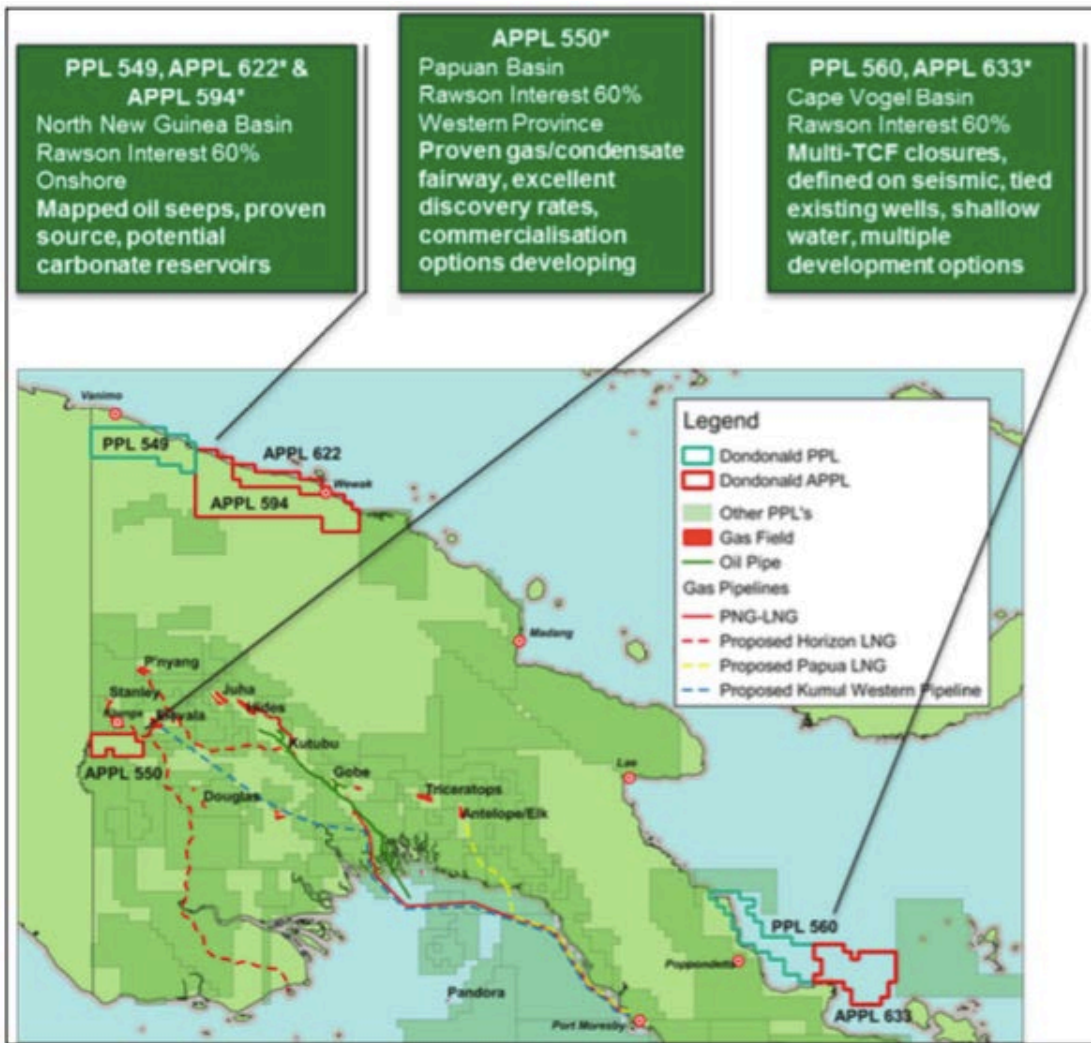 PPL 549, APPL 622* &
APPL 594*
North New Guinea Basin
Rawson Interest 60%
Onshore
Mapped oil seeps, proven
source, potential
carbonate reservoirs
APPL 550*
Papuan Basin
Rawson Interest 60%
Western Province
Proven gas/condensate
fairway, excellent
discovery rates,
commercialisation
options developing
PPL 560, APPL 633*
Cape Vogel Basin
Rawson Interest 60%
Multi-TCF closures,
defined on seismic, tied
existing wells, shallow
water, multiple
development options
Vanimo
PPL 549
APPL 622
Wewak
APPL 594
Legend
Dondonald PPL
Dondonald APPL
Other PPL's
Gas Field
Oil Pipe
Gas Pipelines
PNG-LNG
Proposed Horizon LNG
Proposed Papua LNG
Proposed Kumul Western Pipeline
Madang
P'nyang
Stanley
Juha
Hides
Kutubu
APPL 550
Gobe
Douglas
Triceratops
Antelope/Elk
Lae
PPL 560
Poppondetta
Pandora
Port Moresby
APPL 633